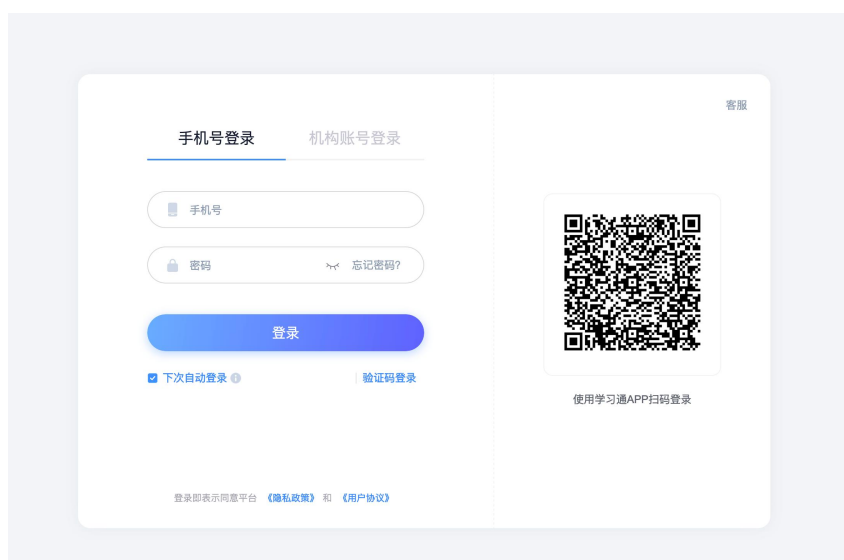 客服
手机号登录 机构账号登录
手机号
密码 忘记密码?
登录
下次自动登录 验证码登录
使用学习通APP扫码登录
登录即表示同意平台 《隐私政策》 和 《用户协议》